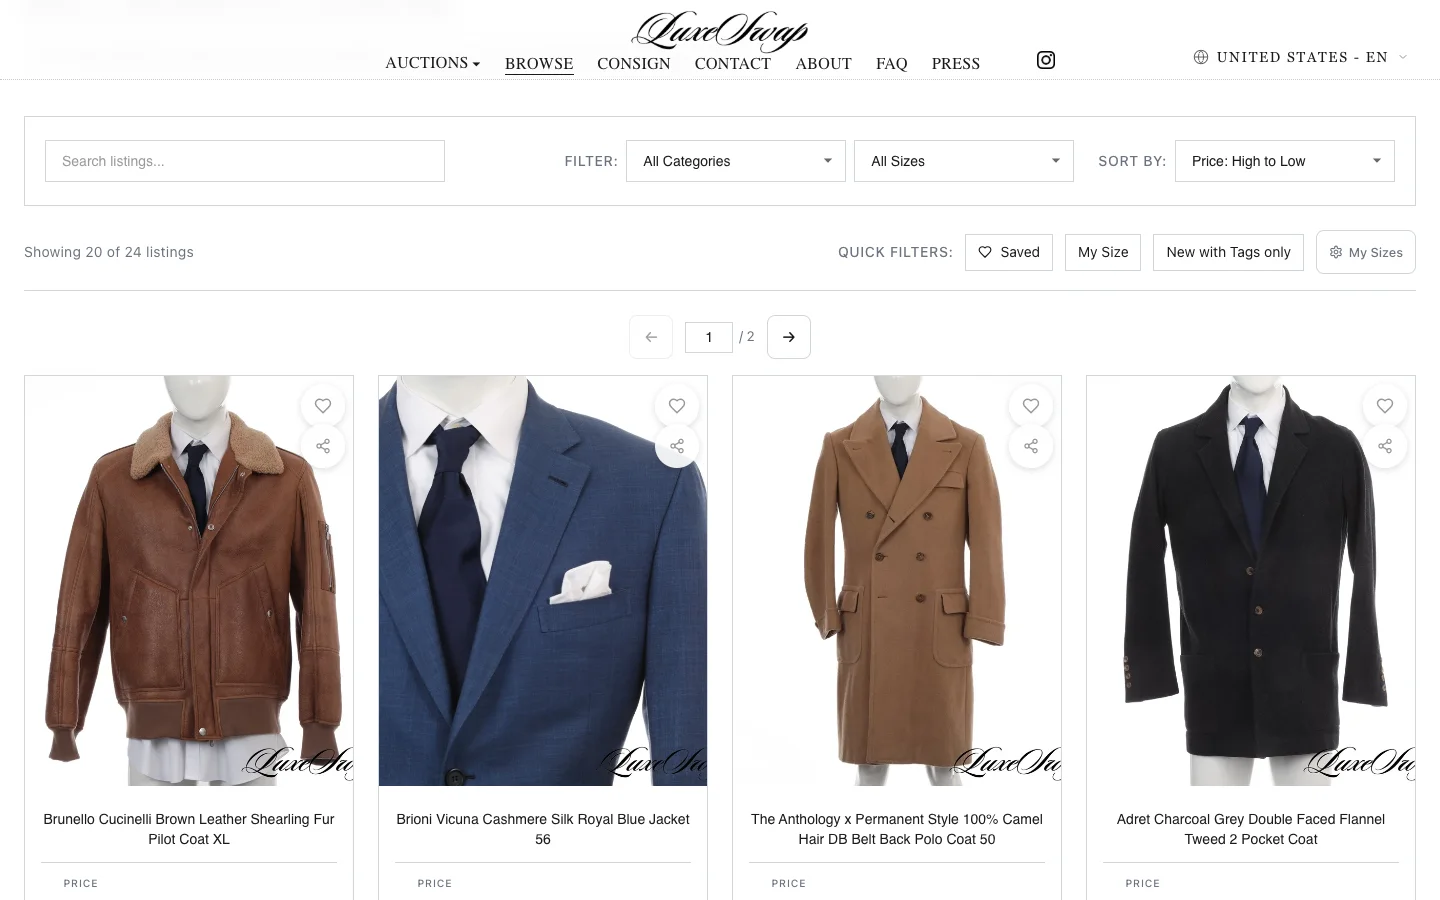 LuxeSwap
AUCTIONS BROWSE CONSIGN CONTACT ABOUT FAQ PRESS
UNITED STATES - EN
Search listings...
FILTER: All Categories All Sizes SORT BY: Price: High to Low
Showing 20 of 24 listings
QUICK FILTERS: Saved My Size New with Tags only My Sizes
1 / 2
LuxeSwap
LuxeSwap
LuxeSwap
LuxeSwap
Brunello Cucinelli Brown Leather Shearling Fur
Pilot Coat XL
PRICE
Brioni Vicuna Cashmere Silk Royal Blue Jacket
56
PRICE
The Anthology x Permanent Style 100% Camel
Hair DB Belt Back Polo Coat 50
PRICE
Adret Charcoal Grey Double Faced Flannel
Tweed 2 Pocket Coat
PRICE